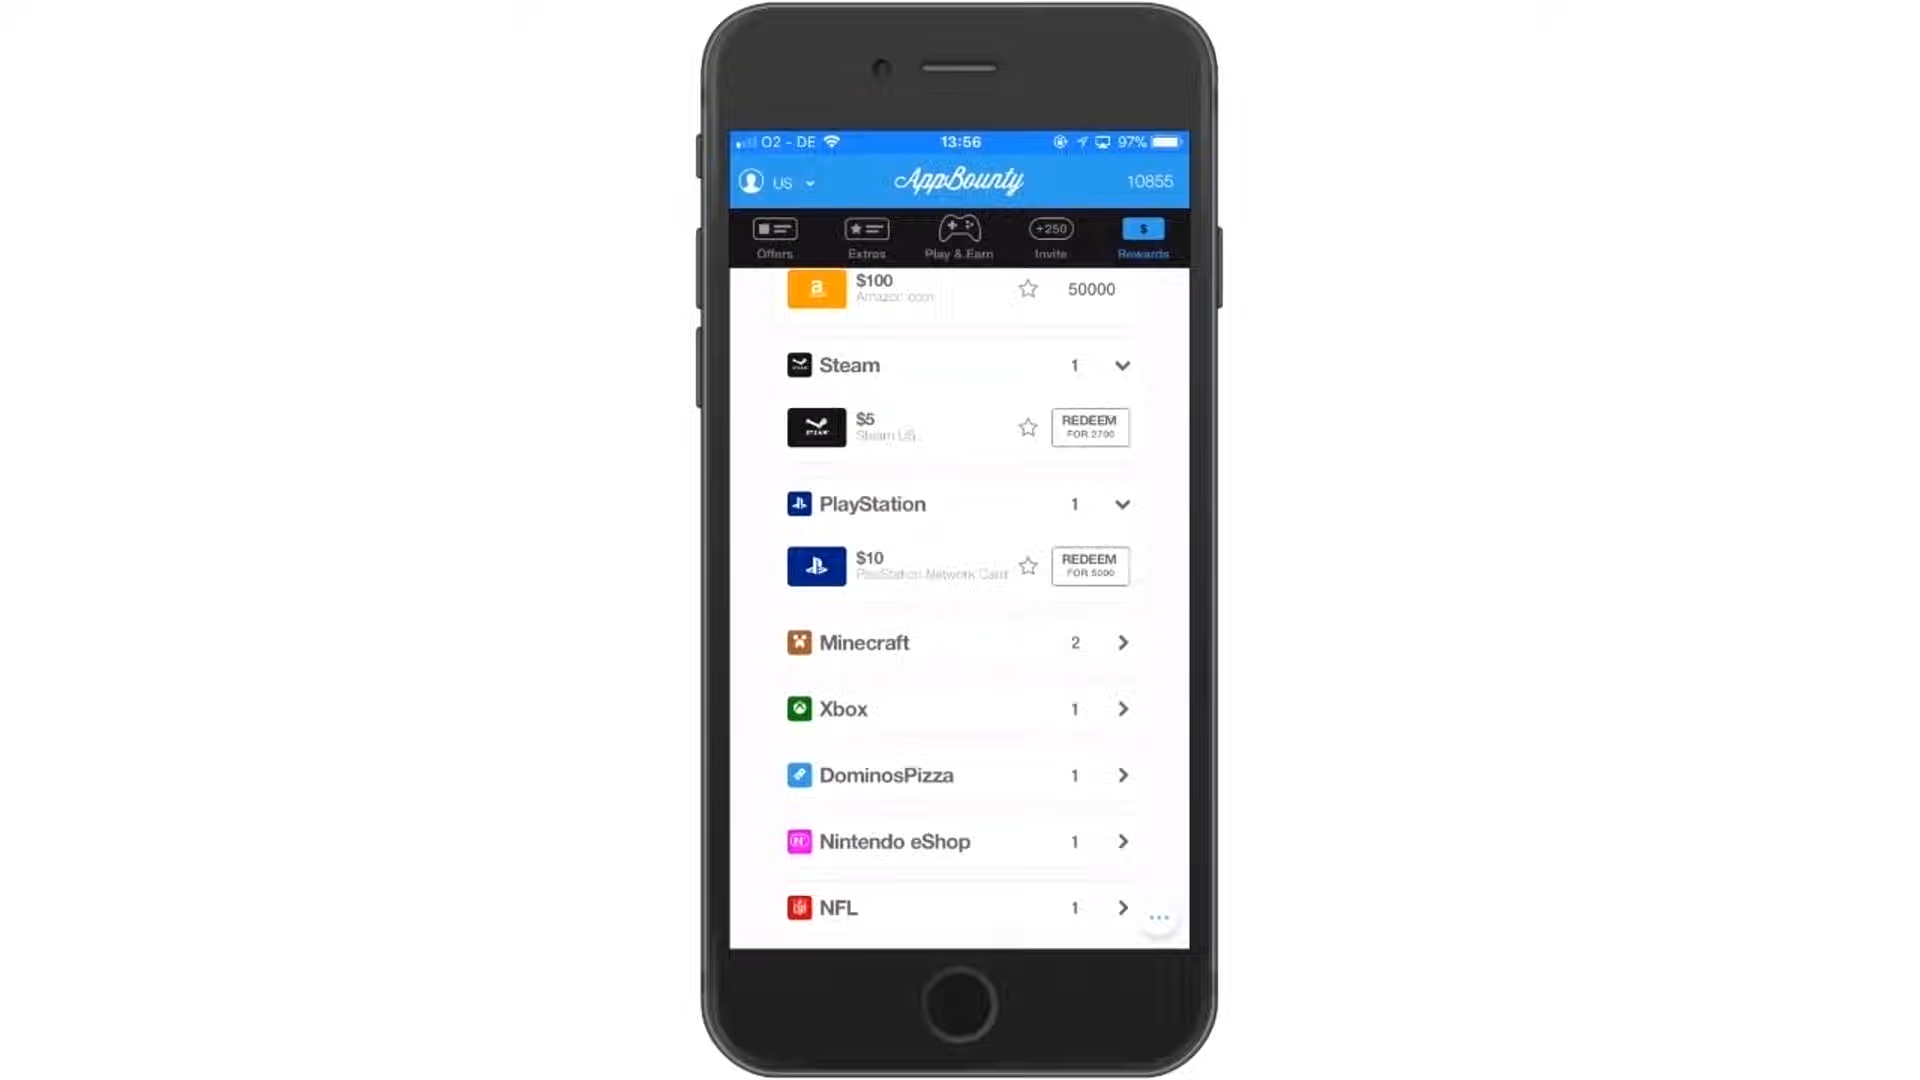 O2 - DE 13:56 97%
US AppBounty 10855
+250 $
Offers Extras Play & Earn Invite Rewards
$100
Amazon.com 50000
Steam 1
$5
Steam US
REDEEM
FOR 2700
PlayStation 1
$10
PlayStation Network Card
REDEEM
FOR 5000
Minecraft 2
Xbox 1
DominosPizza 1
Nintendo eShop 1
NFL 1